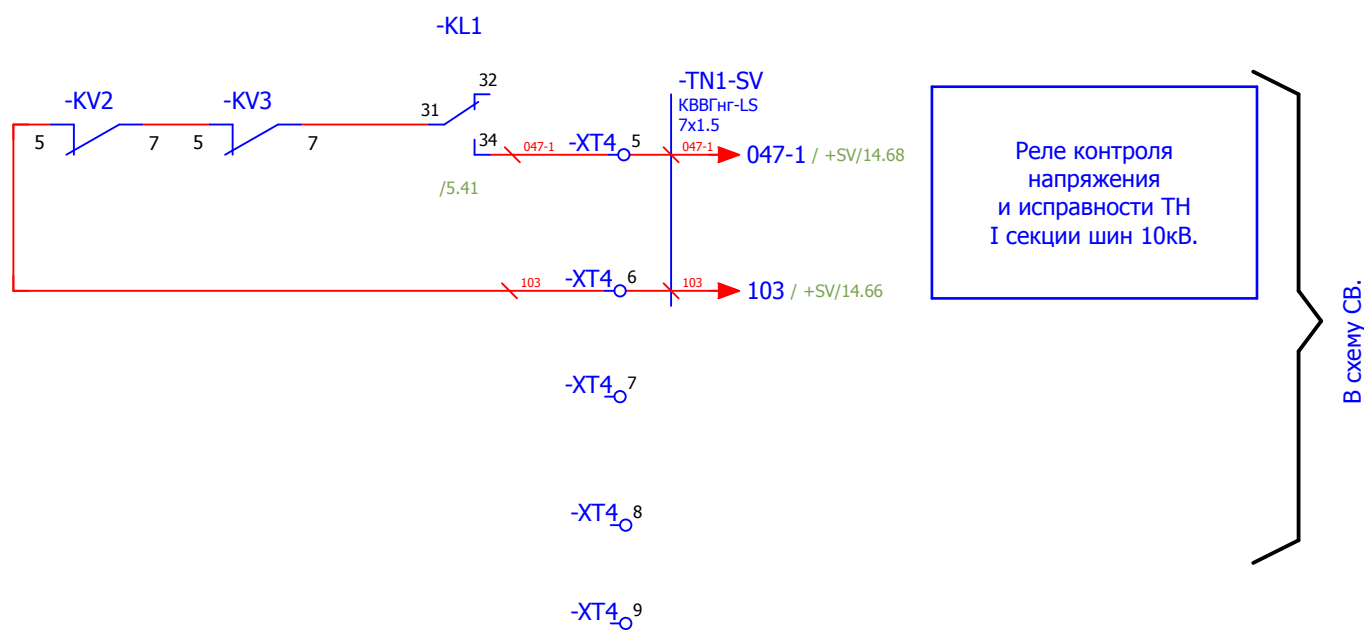 -KL1
32
-TN1-SV
-KV2
-KV3
31
КВВГнг-LS
7x1.5
5
7
5
7
34
047-1
-XT4
5
047-1
047-1 / +SV/14.68
/5.41
Реле контроля
напряжения
и исправности ТН
I секции шин 10кВ.
103
-XT4
6
103
103 / +SV/14.66
В схему СВ.
-XT4
7
-XT4
8
-XT4
9